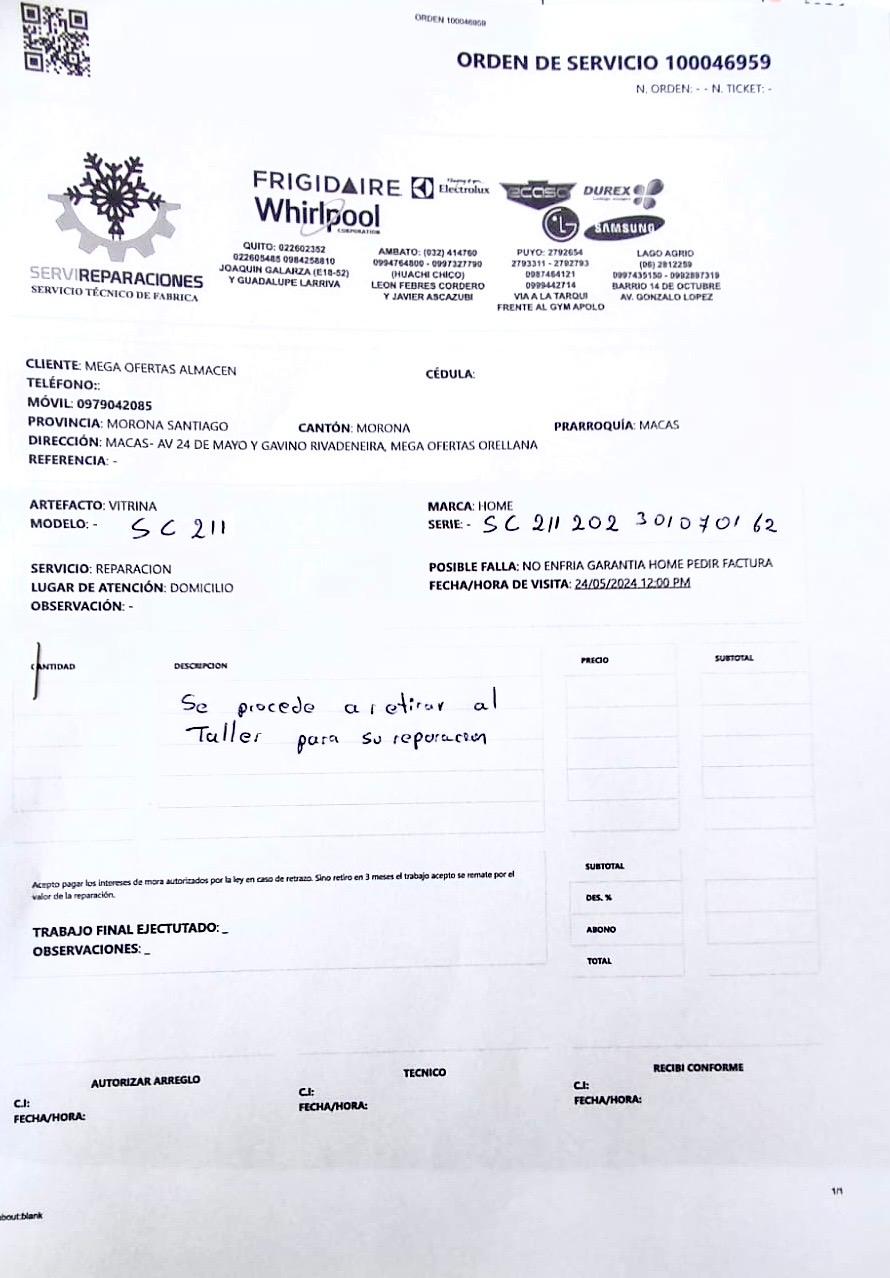 ORDEN 100046959
ORDEN DE SERVICIO 100046959
N. ORDEN: - - N. TICKET: -
FRIGIDAIRE Electrolux ecasa DUREX
Whirlpool CORPORATION LG SAMSUNG
SERVIREPARACIONES
SERVICIO TÉCNICO DE FABRICA
QUITO: 022602352
022605485 0984258810
JOAQUIN GALARZA (E18-52)
Y GUADALUPE LARRIVA
AMBATO: (032) 414760
0994764800 - 0997327790
(HUACHI CHICO)
LEON FEBRES CORDERO
Y JAVIER ASCAZUBI
PUYO: 2792654
2793311 - 2792793
0987464121
0999442714
VIA A LA TARQUI
FRENTE AL GYM APOLO
LAGO AGRIO
(06) 2812259
0997435150 - 0992897319
BARRIO 14 DE OCTUBRE
AV. GONZALO LOPEZ
CLIENTE: MEGA OFERTAS ALMACEN CÉDULA:
TELÉFONO::
MÓVIL: 0979042085
PROVINCIA: MORONA SANTIAGO CANTÓN: MORONA PRARROQUÍA: MACAS
DIRECCIÓN: MACAS- AV 24 DE MAYO Y GAVINO RIVADENEIRA, MEGA OFERTAS ORELLANA
REFERENCIA: -
ARTEFACTO: VITRINA MARCA: HOME
MODELO: - SC 211 SERIE: - SC 211 202 301070162
SERVICIO: REPARACION POSIBLE FALLA: NO ENFRIA GARANTIA HOME PEDIR FACTURA
LUGAR DE ATENCIÓN: DOMICILIO FECHA/HORA DE VISITA: 24/05/2024 12:00 PM
OBSERVACIÓN: -
CANTIDAD DESCRIPCION PRECIO SUBTOTAL
Se procede a retirar al
Taller para su reparacion
Acepto pagar los intereses de mora autorizados por la ley en caso de retrazo. Sino retiro en 3 meses el trabajo acepto se remate por el
valor de la reparación.
SUBTOTAL
DES. %
ABONO
TOTAL
TRABAJO FINAL EJECTUTADO: _
OBSERVACIONES: _
AUTORIZAR ARREGLO TECNICO RECIBI CONFORME
C.I: C.I: C.I:
FECHA/HORA: FECHA/HORA: FECHA/HORA:
1/1
about:blank